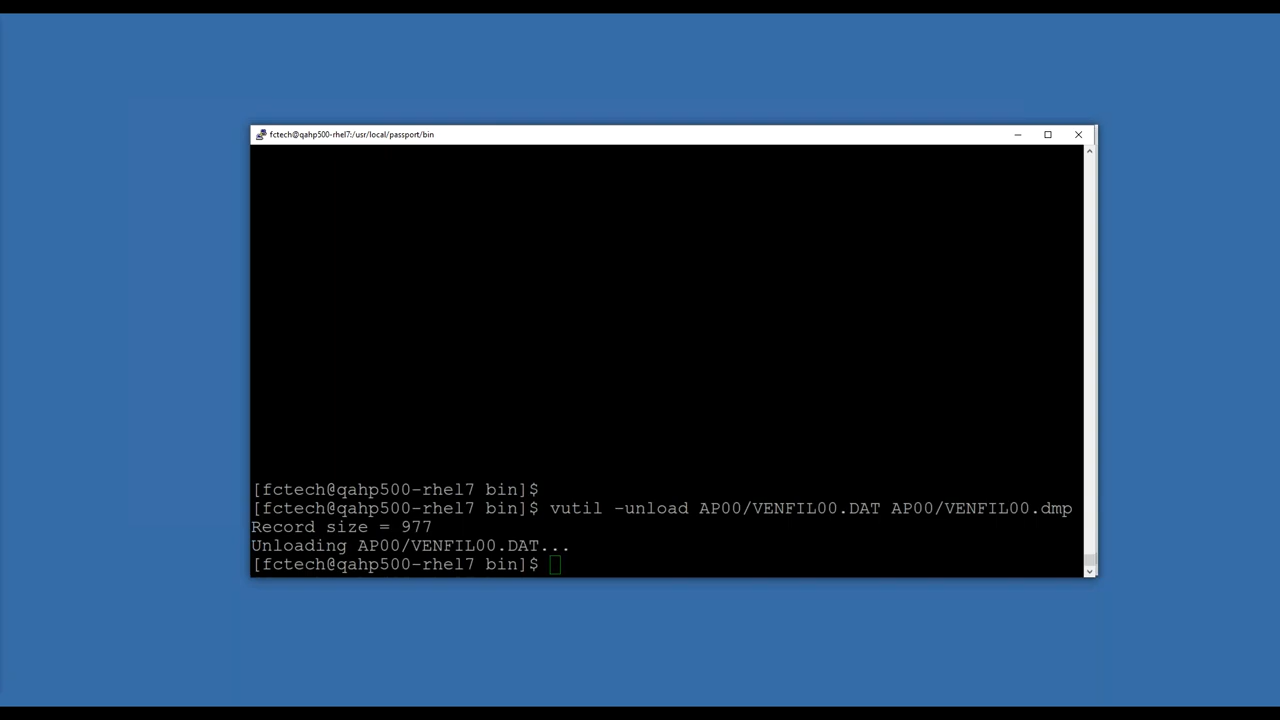 fctech@qahp500-rhel7:/usr/local/passport/bin
[fctech@qahp500-rhel7 bin]$
[fctech@qahp500-rhel7 bin]$ vutil -unload AP00/VENFIL00.DAT AP00/VENFIL00.dmp
Record size = 977
Unloading AP00/VENFIL00.DAT...
[fctech@qahp500-rhel7 bin]$